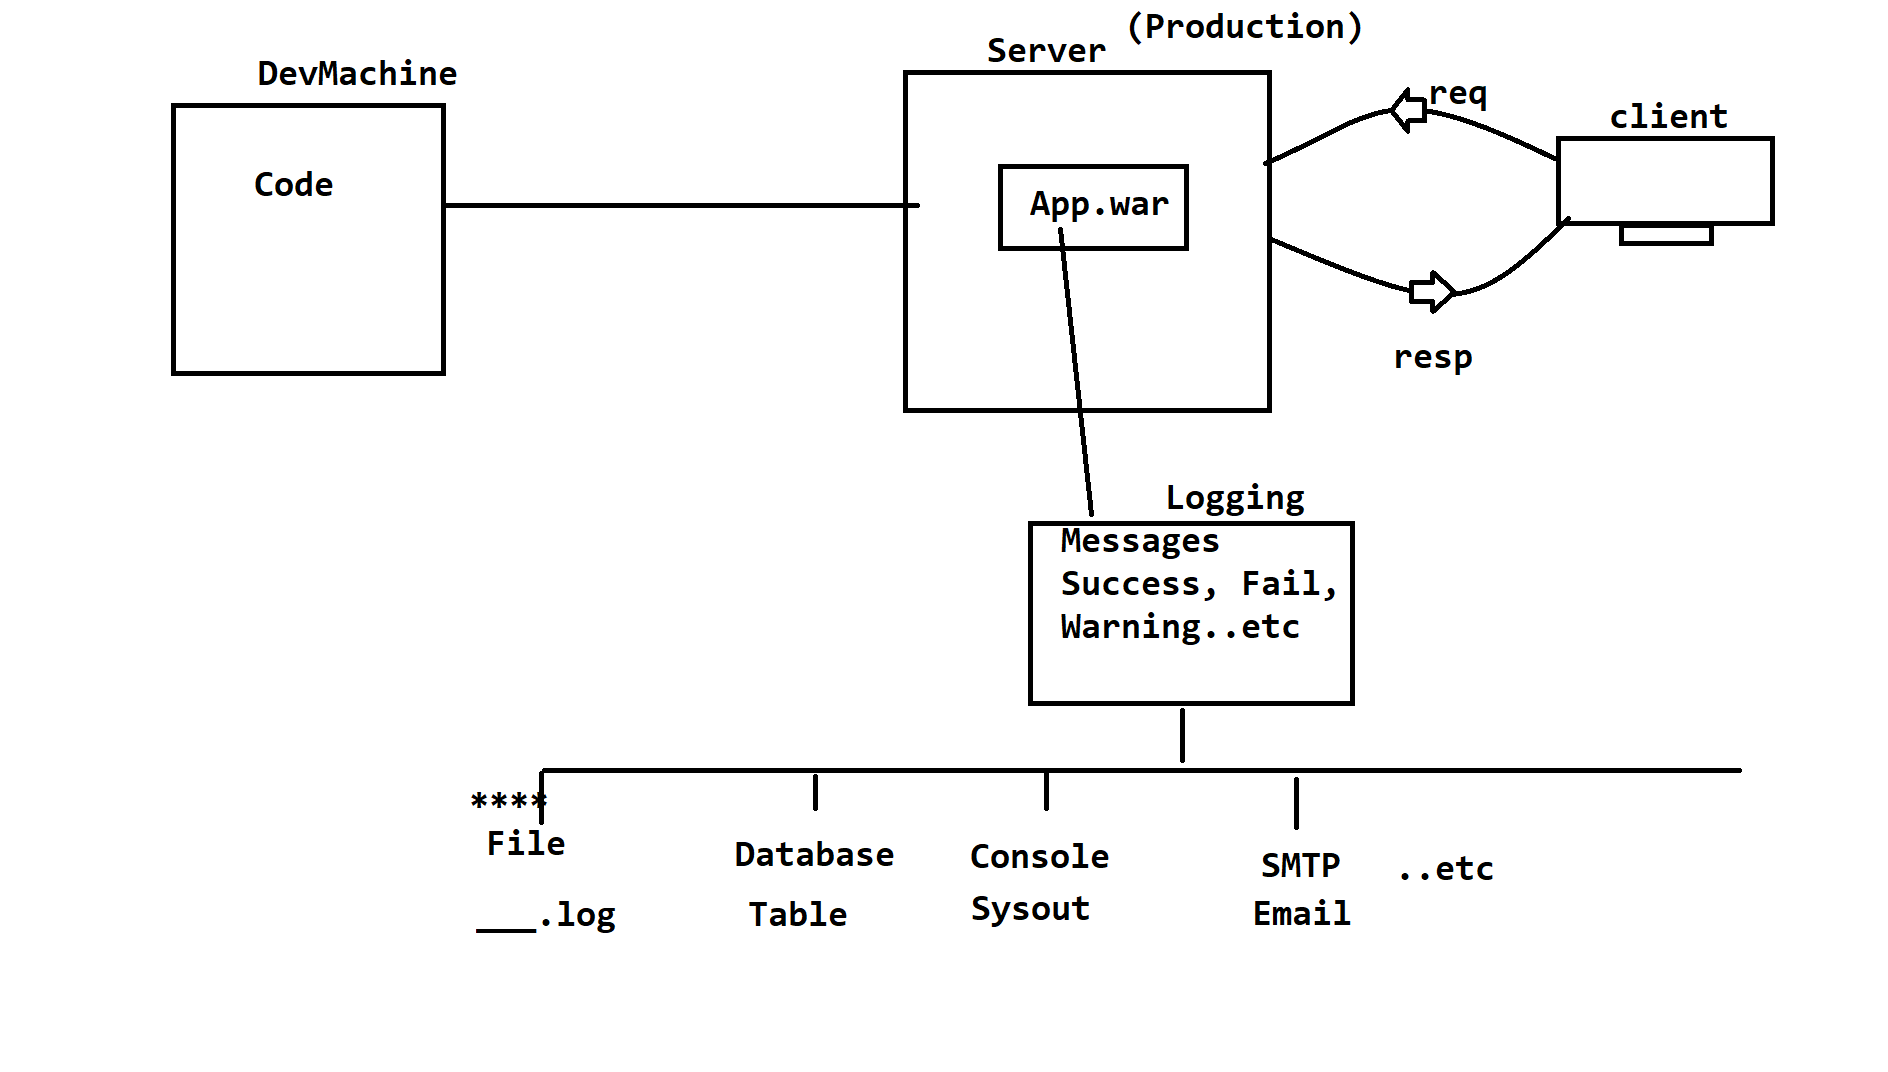 (Production)
Server
DevMachine
req
client
Code
App.war
resp
Logging
Messages
Success, Fail,
Warning..etc
****
File
Database
Console
SMTP
..etc
___.log
Table
Sysout
Email